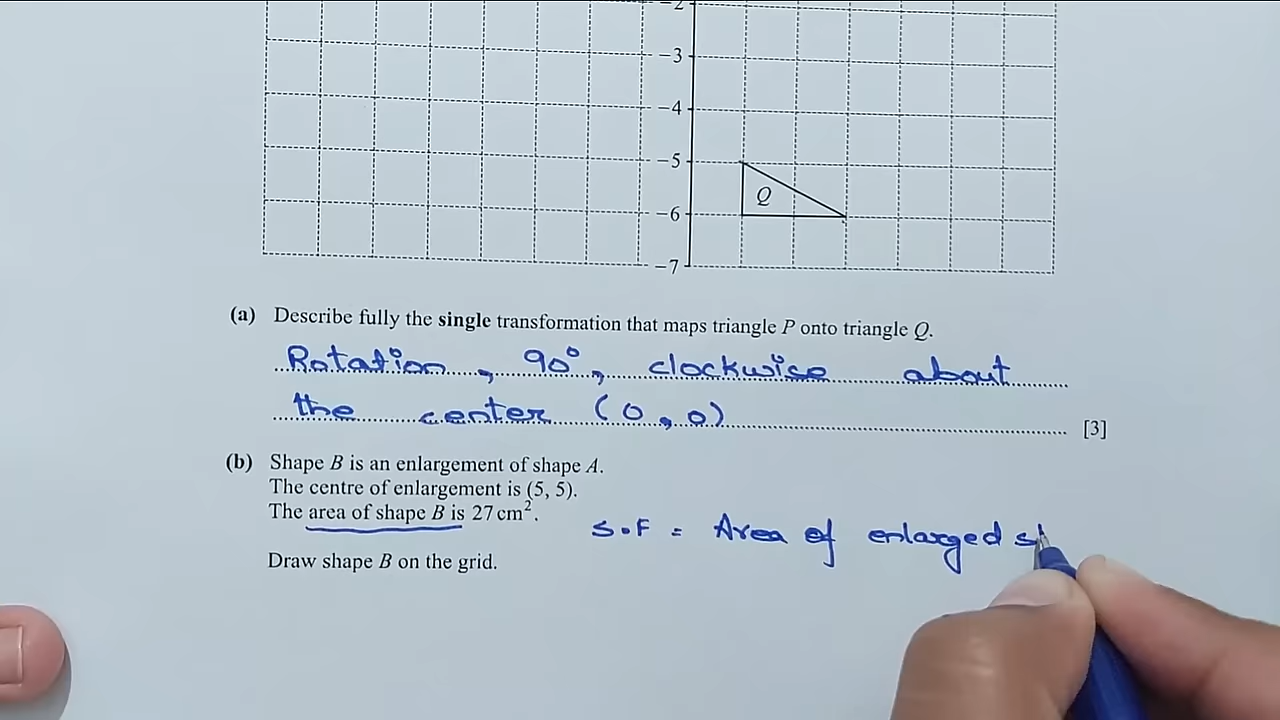 -2
-3
-4
-5
Q
-6
-7
(a) Describe fully the single transformation that maps triangle P onto triangle Q.
Rotation, 90°, clockwise about
the center (0,0)
[3]
(b) Shape B is an enlargement of shape A.
The centre of enlargement is (5, 5).
The area of shape B is 27 cm².
S.F = Area of enlarged
Draw shape B on the grid.